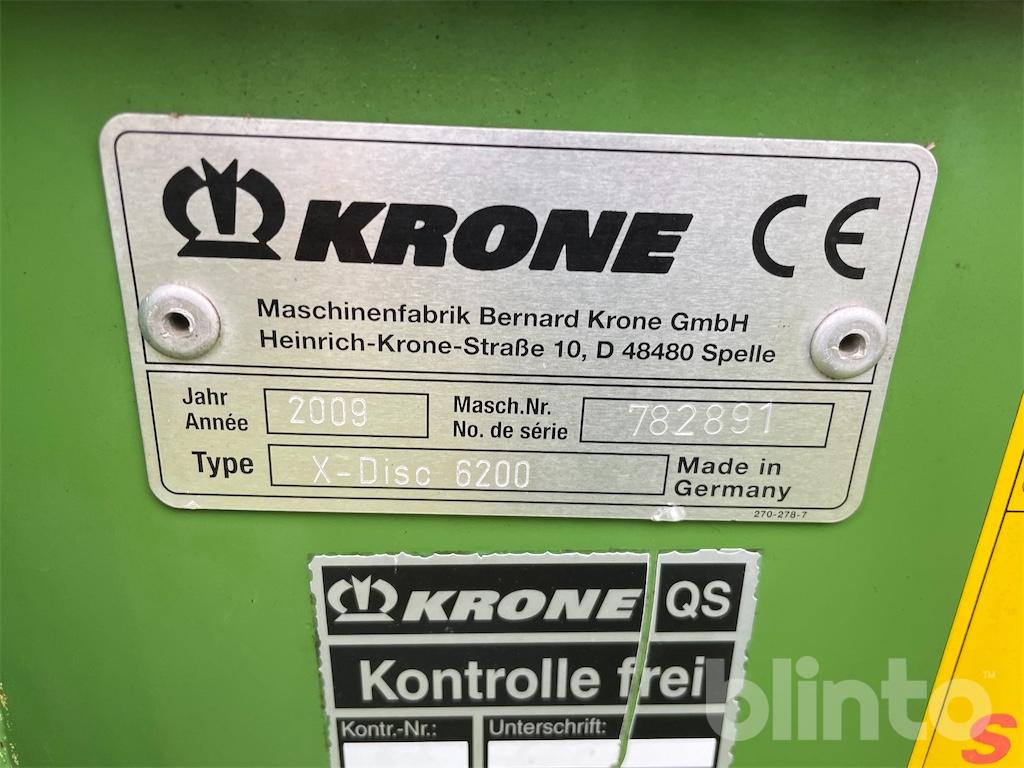 KRONE CE
Maschinenfabrik Bernard Krone GmbH
Heinrich-Krone-Straße 10, D 48480 Spelle
Jahr
Année
2009
Masch.Nr.
No. de série
782891
Type
X-Disc 6200
Made in
Germany
270-278-7
KRONE QS
Kontrolle frei
Kontr.-Nr.:
Unterschrift:
blinto™
S